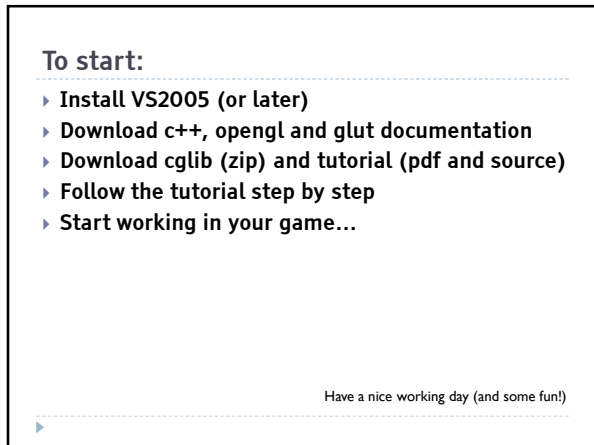 To start:
Install VS2005 (or later)
Download c++, opengl and glut documentation
Download cglib (zip) and tutorial (pdf and source)
Follow the tutorial step by step
Start working in your game...
Have a nice working day (and some fun!)